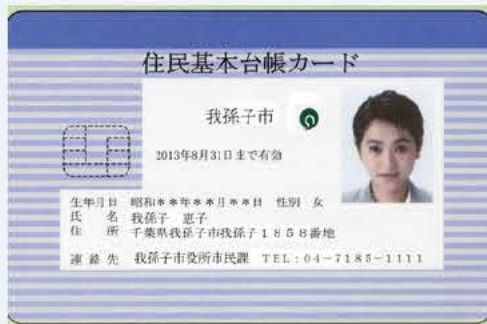 住民基本台帳カード
我孫子市
2013年8月31日まで有効
生年月日 昭和＊＊年＊＊月＊＊日 性別 女
氏 名 我孫子 恵子
住 所 千葉県我孫子市我孫子1858番地
連絡先 我孫子市役所市民課 TEL:04-7185-1111